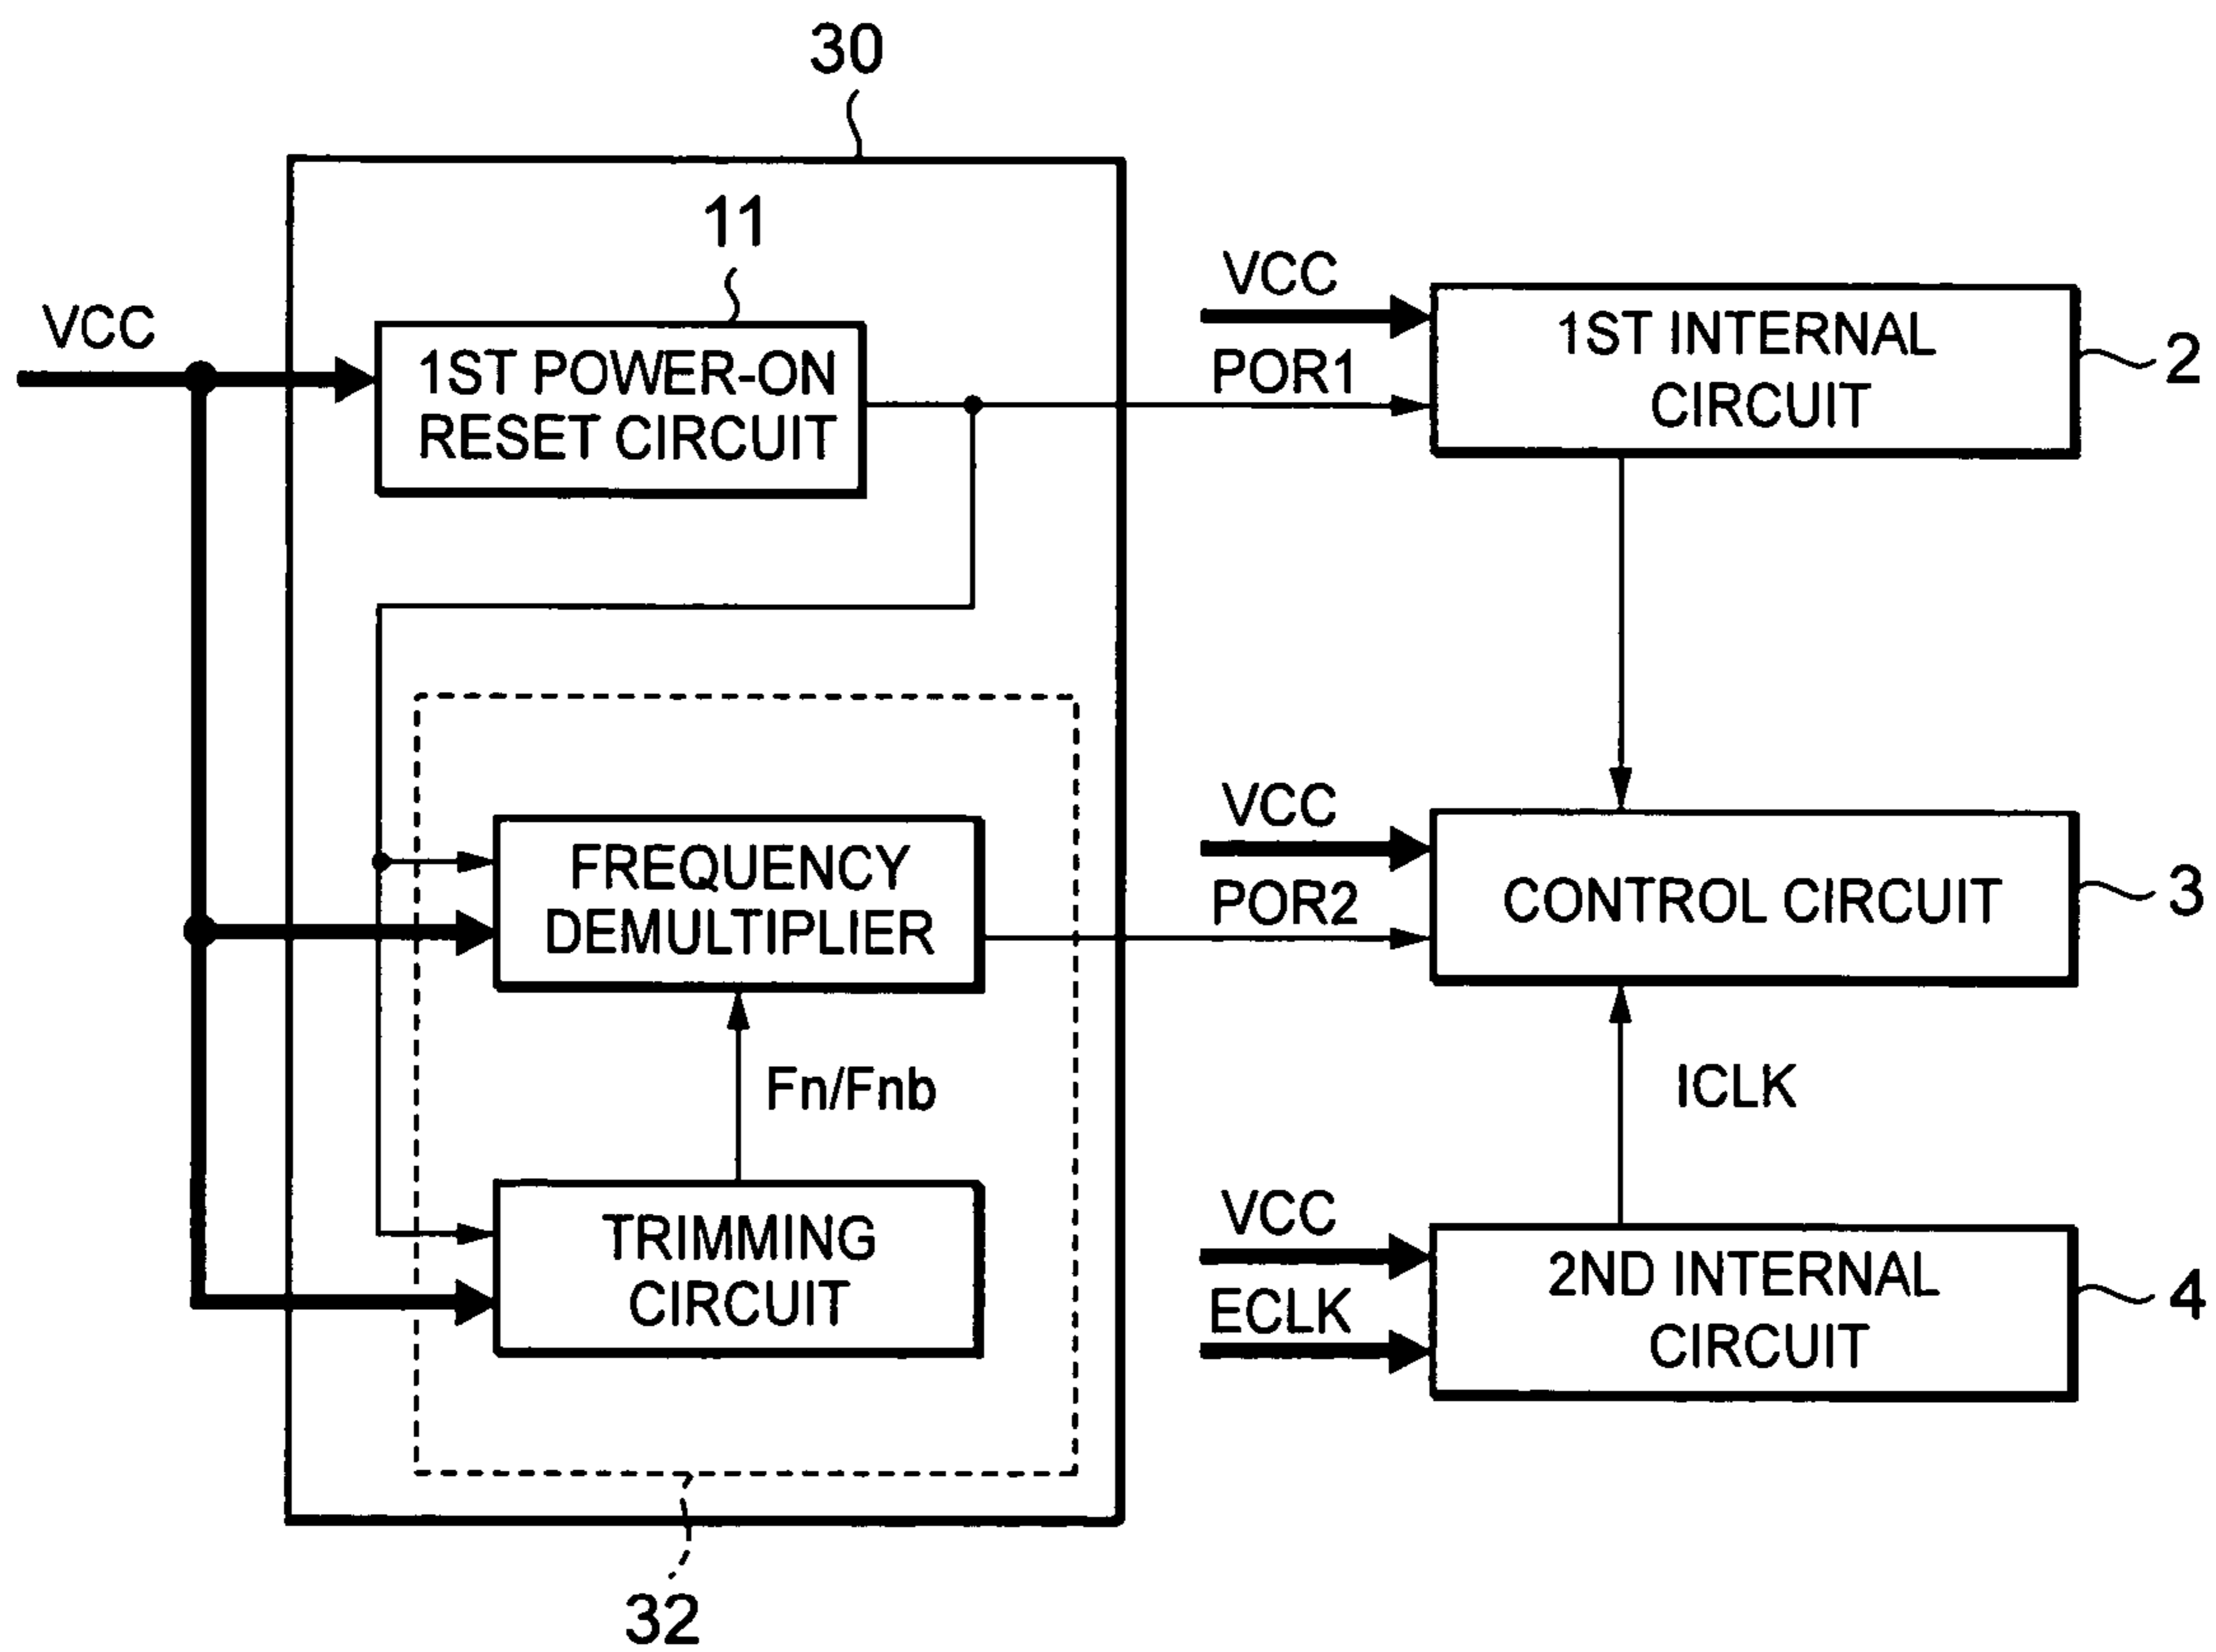 30
11
VCC
1ST POWER-ON
RESET CIRCUIT
VCC
POR1
1ST INTERNAL
CIRCUIT
2
FREQUENCY
DEMULTIPLIER
VCC
POR2
CONTROL CIRCUIT
3
Fn/Fnb
ICLK
TRIMMING
CIRCUIT
VCC
ECLK
2ND INTERNAL
CIRCUIT
4
32